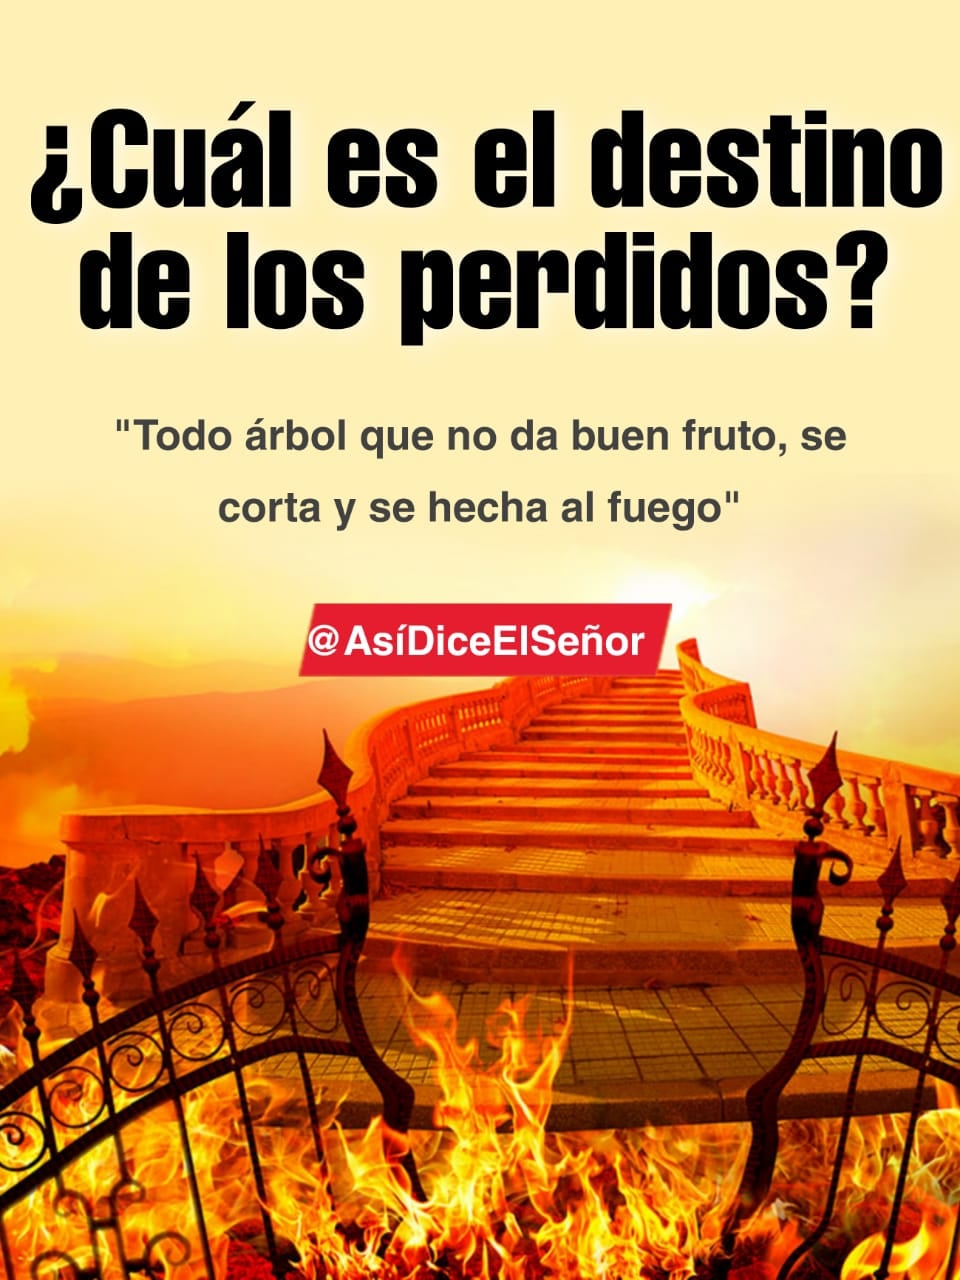 ¿Cuál es el destino
de los perdidos?
"Todo árbol que no da buen fruto, se
corta y se hecha al fuego"
@AsíDiceElSeñor